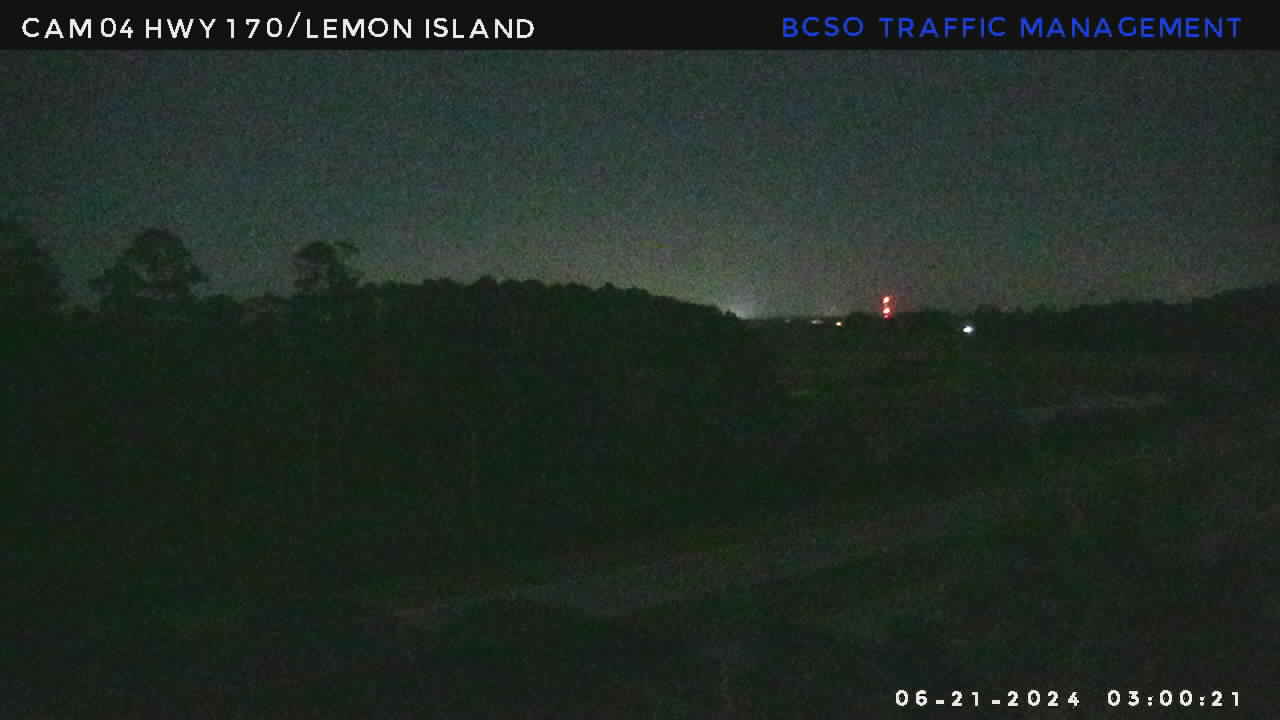 CAM04 HWY 170/LEMON ISLAND
BCSO TRAFFIC MANAGEMENT
06-21-2024 03:00:21